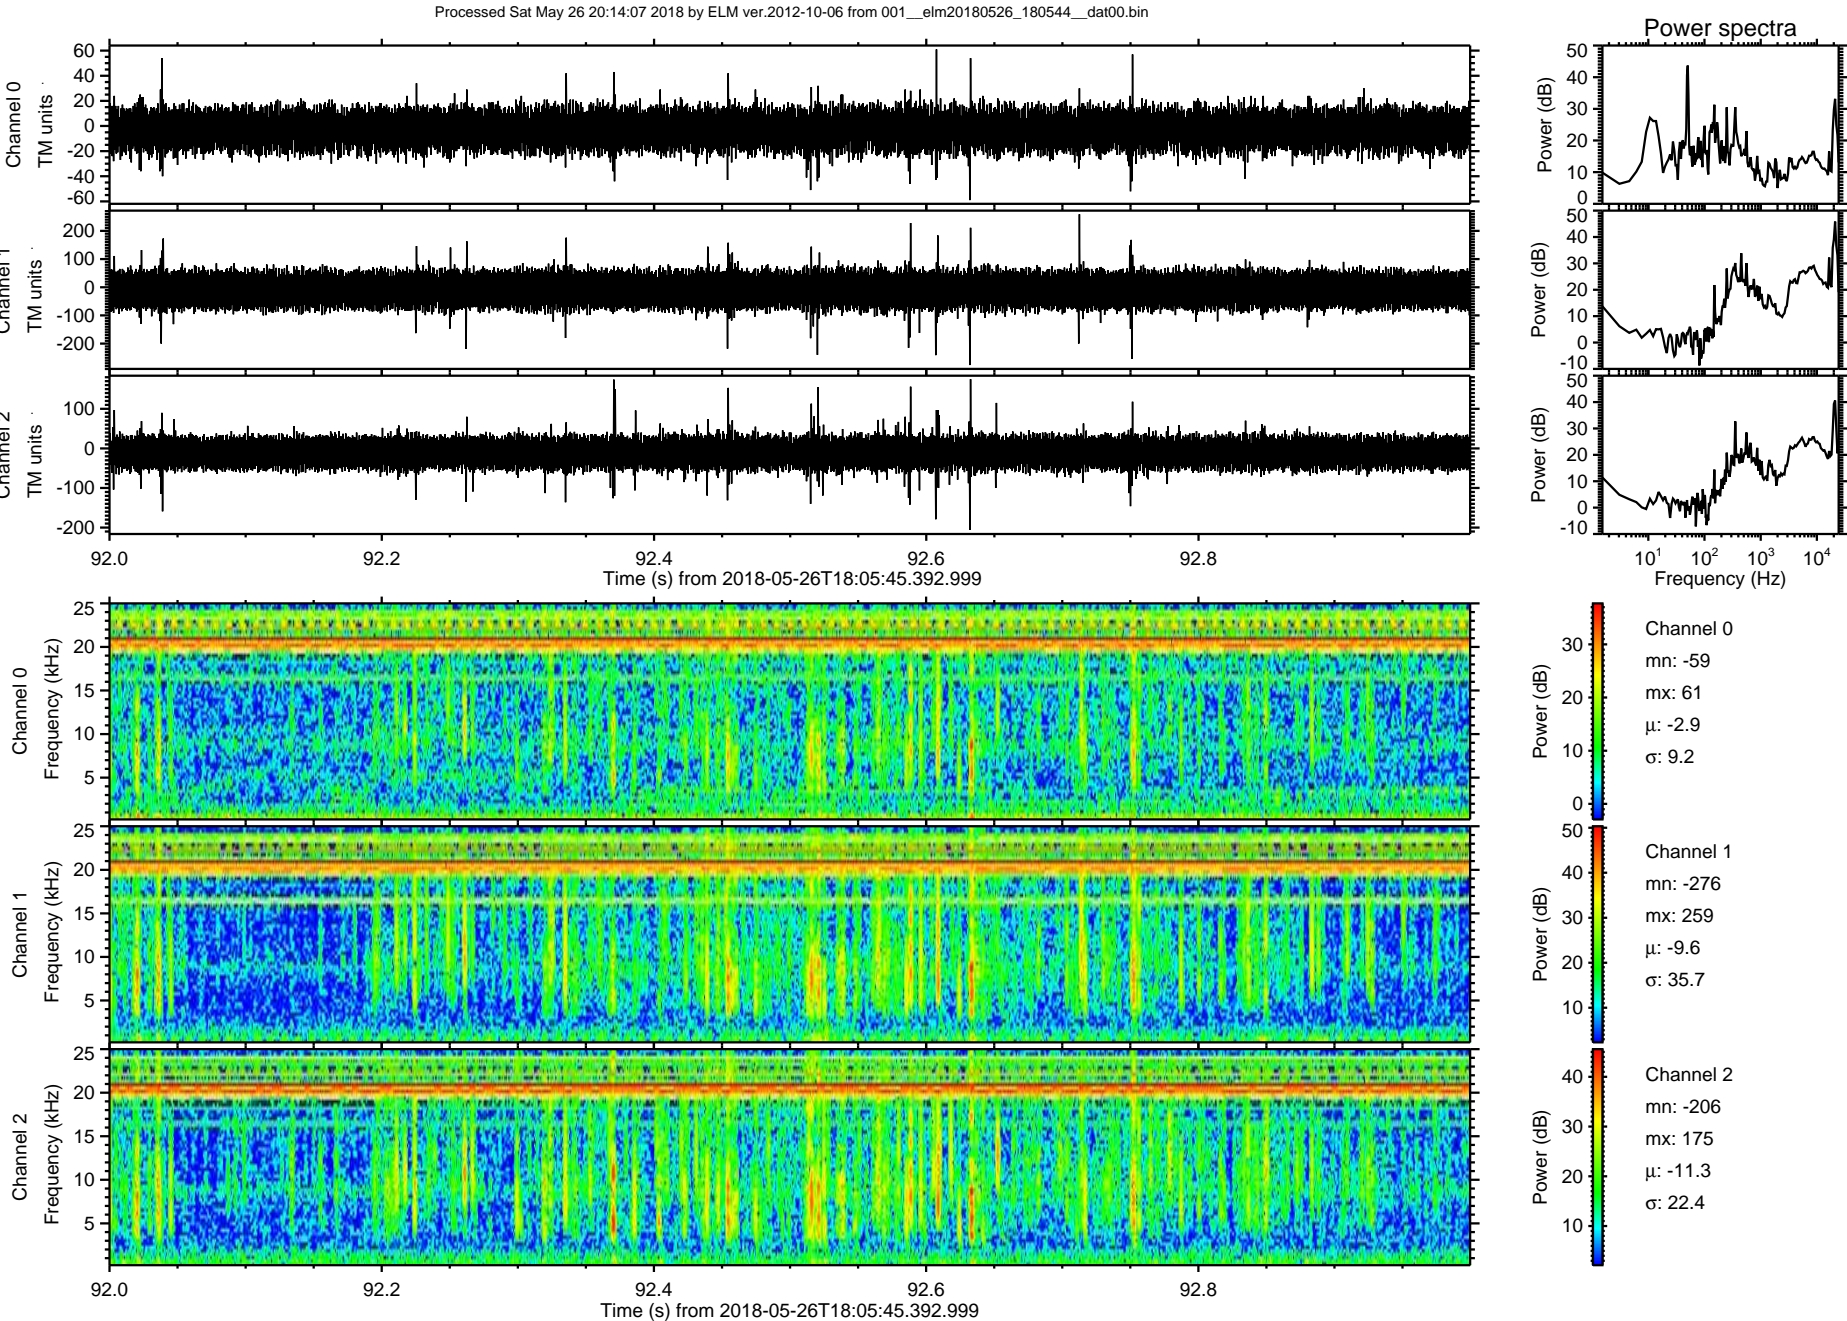 Processed Sat May 26 20:14:07 2018 by ELM ver.2012-10-06 from 001__elm20180526_180544__dat00.bin
Power spectra
Channel 0
TM units
60
40
20
0
-20
-40
-60
Power (dB)
50
40
30
20
10
0
Channel 1
TM units
200
100
0
-100
-200
Power (dB)
50
40
30
20
10
0
-10
Channel 2
TM units
100
0
-100
-200
Power (dB)
50
40
30
20
10
0
-10
92.0 92.2 92.4 92.6 92.8
Time (s) from 2018-05-26T18:05:45.392.999
10^1 10^2 10^3 10^4
Frequency (Hz)
Channel 0
Frequency (kHz)
25
20
15
10
5
Power (dB)
30
20
10
0
Channel 0
mn: -59
mx: 61
μ: -2.9
σ: 9.2
Channel 1
Frequency (kHz)
25
20
15
10
5
Power (dB)
50
40
30
20
10
Channel 1
mn: -276
mx: 259
μ: -9.6
σ: 35.7
Channel 2
Frequency (kHz)
25
20
15
10
5
Power (dB)
40
30
20
10
Channel 2
mn: -206
mx: 175
μ: -11.3
σ: 22.4
92.0 92.2 92.4 92.6 92.8
Time (s) from 2018-05-26T18:05:45.392.999